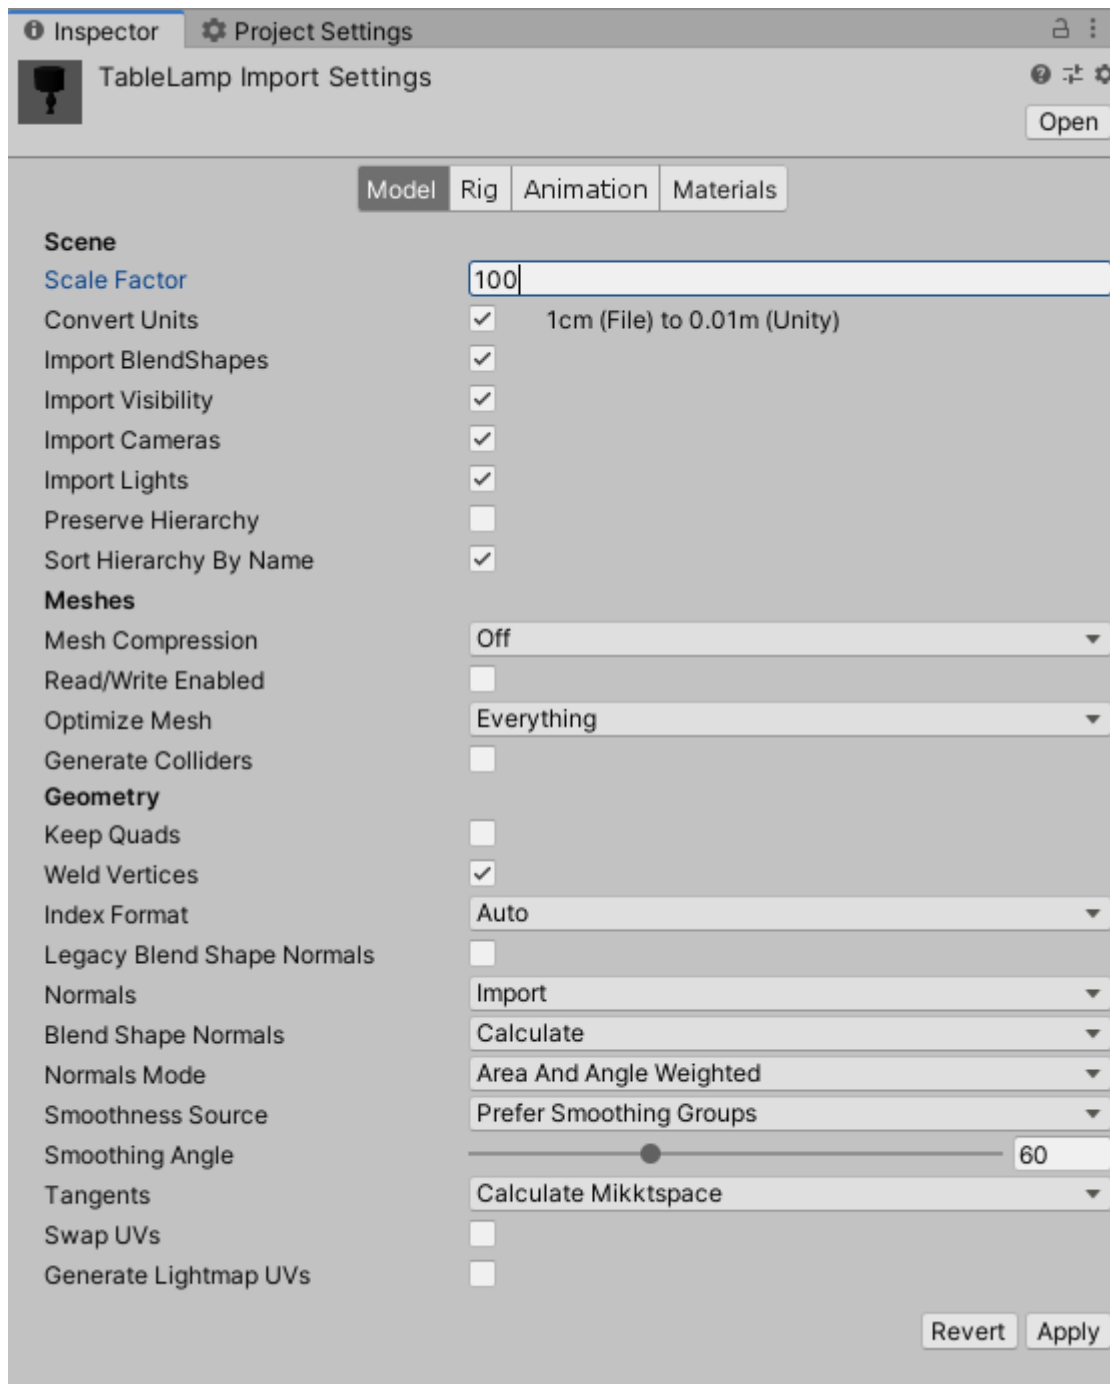 Inspector Project Settings
TableLamp Import Settings
Open
Model Rig Animation Materials
Scene
Scale Factor 100
Convert Units 1cm (File) to 0.01m (Unity)
Import BlendShapes
Import Visibility
Import Cameras
Import Lights
Preserve Hierarchy
Sort Hierarchy By Name
Meshes
Mesh Compression Off
Read/Write Enabled
Optimize Mesh Everything
Generate Colliders
Geometry
Keep Quads
Weld Vertices
Index Format Auto
Legacy Blend Shape Normals
Normals Import
Blend Shape Normals Calculate
Normals Mode Area And Angle Weighted
Smoothness Source Prefer Smoothing Groups
Smoothing Angle 60
Tangents Calculate Mikktspace
Swap UVs
Generate Lightmap UVs
Revert Apply